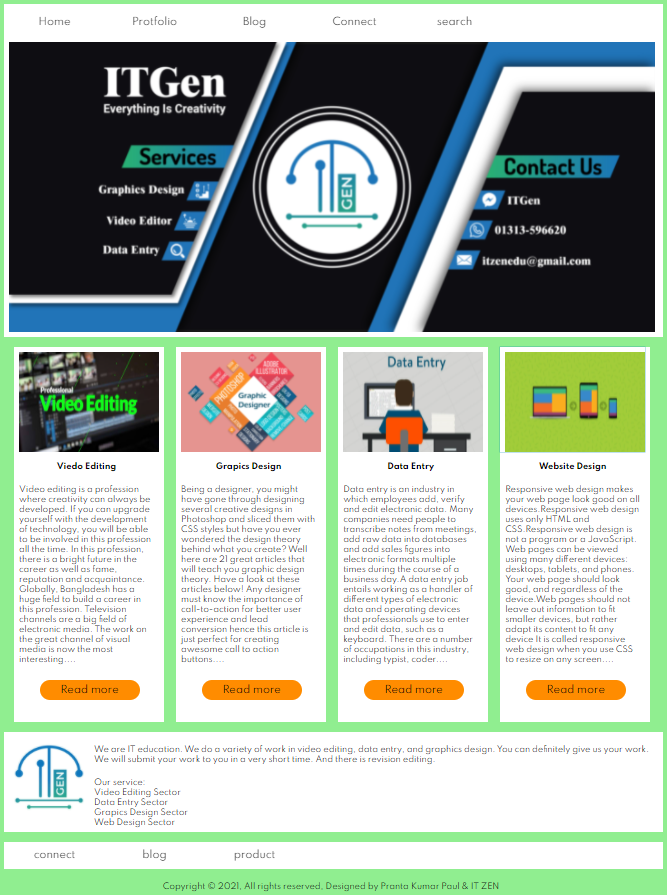 Home Protfolio Blog Connect search
ITGen
Everything Is Creativity
Services
Graphics Design
Video Editor
Data Entry
GEN
Contact Us
ITGen
01313-596620
itzenedu@gmail.com
Professional
Video Editing
Viedo Editing
Video editing is a profession
where creativity can always be
developed. If you can upgrade
yourself with the development
of technology, you will be able
to be involved in this profession
all the time. In this profession,
there is a bright future in the
career as well as fame,
reputation and acquaintance.
Globally, Bangladesh has a
huge field to build a career in
this profession. Television
channels are a big field of
electronic media. The work on
the great channel of visual
media is now the most
interesting....
Read more
ADOBE
ILLUSTRATOR
PHOTOSHOP
Graphic
Designer
Grapics Design
Being a designer, you might
have gone through designing
several creative designs in
Photoshop and sliced them with
CSS styles but have you ever
wondered the design theory
behind what you create? Well
here are 21 great articles that
will teach you graphic design
theory. Have a look at these
articles below! Any designer
must know the importance of
call-to-action for better user
experience and lead
conversion hence this article is
just perfect for creating
awesome call to action
buttons....
Read more
Data Entry
Data Entry
Data entry is an industry in
which employees add, verify
and edit electronic data. Many
companies need people to
transcribe notes from meetings,
add raw data into databases
and add sales figures into
electronic formats multiple
times during the course of a
business day.A data entry job
entails working as a handler of
different types of electronic
data and operating devices
that professionals use to enter
and edit data, such as a
keyboard. There are a number
of occupations in this industry,
including typist, coder....
Read more
Website Design
Responsive web design makes
your web page look good on all
devices.Responsive web design
uses only HTML and
CSS.Responsive web design is
not a program or a JavaScript.
Web pages can be viewed
using many different devices:
desktops, tablets, and phones.
Your web page should look
good, and regardless of the
device.Web pages should not
leave out information to fit
smaller devices, but rather
adapt its content to fit any
device It is called responsive
web design when you use CSS
to resize on any screen....
Read more
GEN
We are IT education. We do a variety of work in video editing, data entry, and graphics design. You can definitely give us your work.
We will submit your work to you in a very short time. And there is revision editing.
Our service:
Video Editing Sector
Data Entry Sector
Grapics Design Sector
Web Design Sector
connect blog product
Copyright © 2021, All rights reserved, Designed by Pranta Kumar Paul & IT ZEN